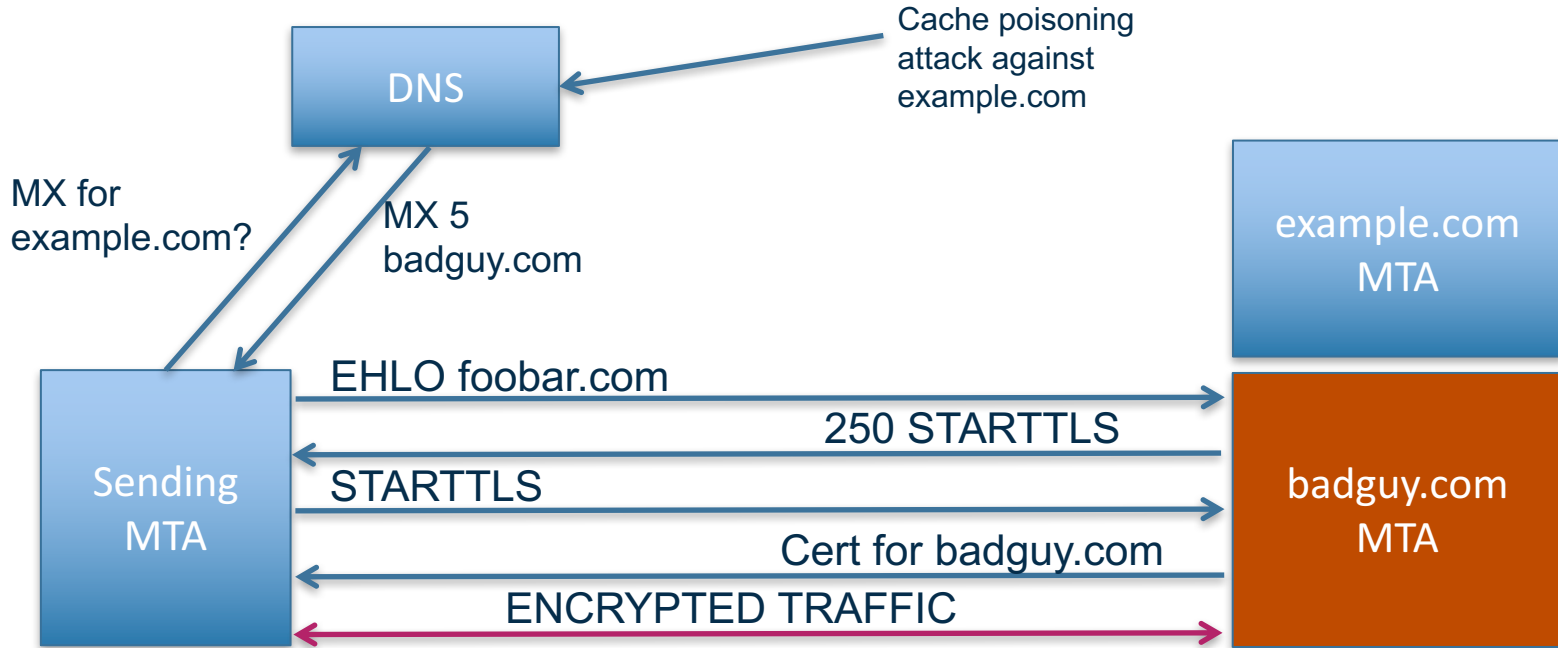 Cache poisoning
attack against
example.com
DNS
MX for
example.com?
MX 5
badguy.com
example.com
MTA
EHLO foobar.com
250 STARTTLS
STARTTLS
Sending
MTA
badguy.com
MTA
Cert for badguy.com
ENCRYPTED TRAFFIC